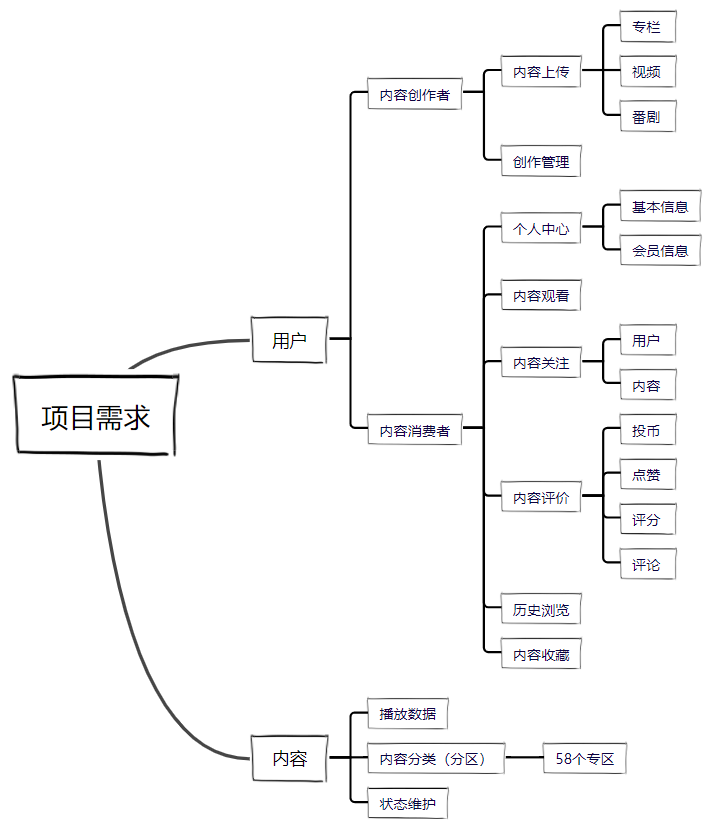 项目需求
用户
内容创作者
内容上传
专栏
视频
番剧
创作管理
内容消费者
个人中心
基本信息
会员信息
内容观看
内容关注
用户
内容
内容评价
投币
点赞
评分
评论
历史浏览
内容收藏
内容
播放数据
内容分类（分区）
58个专区
状态维护